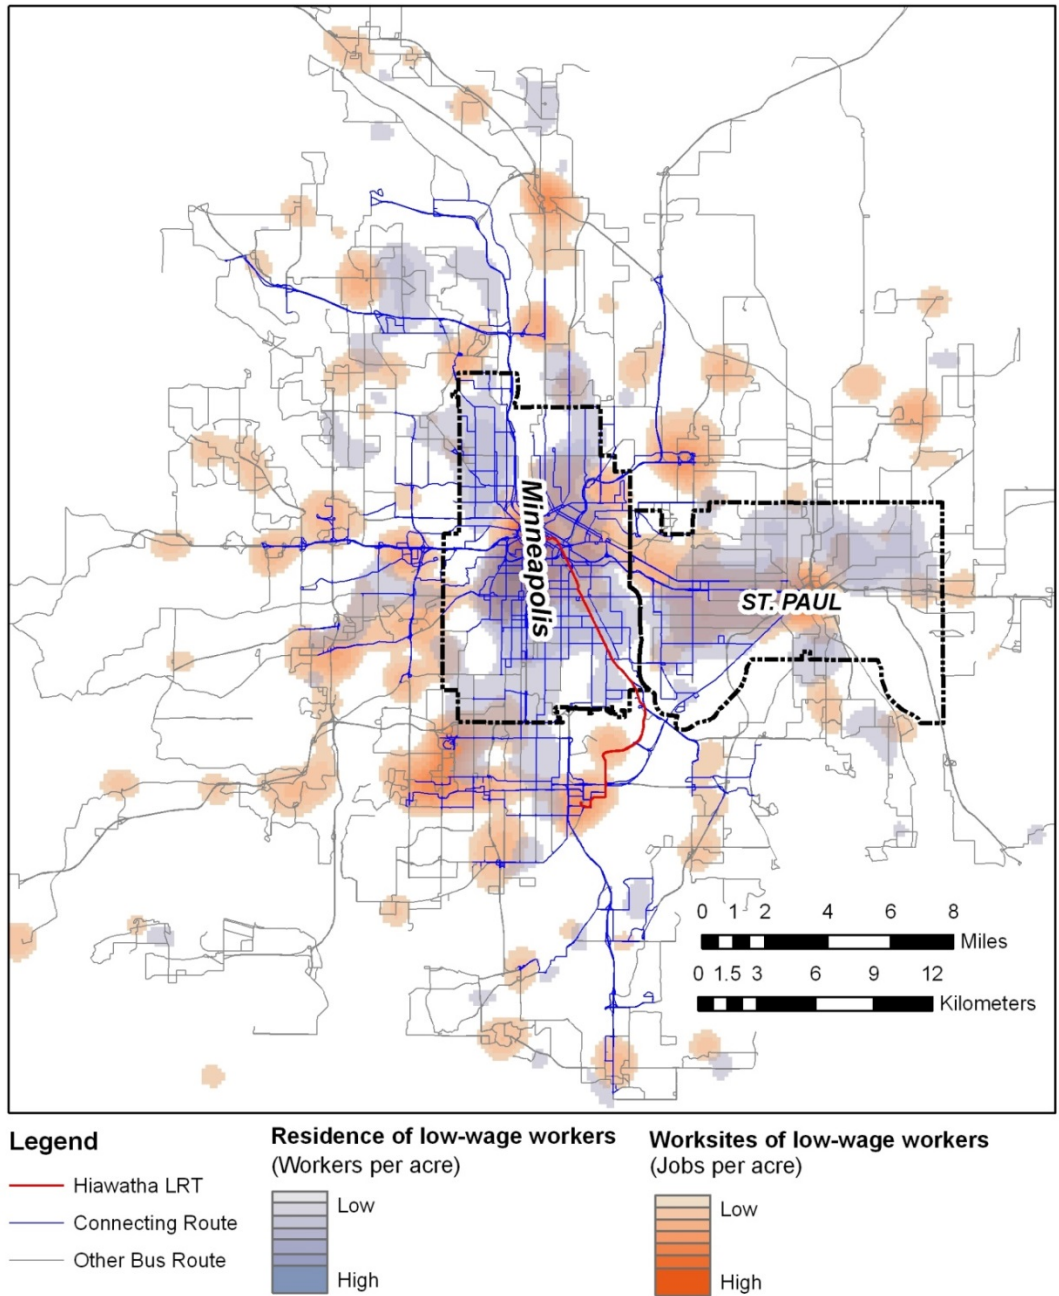 Minneapolis
ST. PAUL
0 1 2 4 6 8
Miles
0 1.5 3 6 9 12
Kilometers
Legend
Hiawatha LRT
Connecting Route
Other Bus Route
Residence of low-wage workers
(Workers per acre)
Low
High
Worksites of low-wage workers
(Jobs per acre)
Low
High